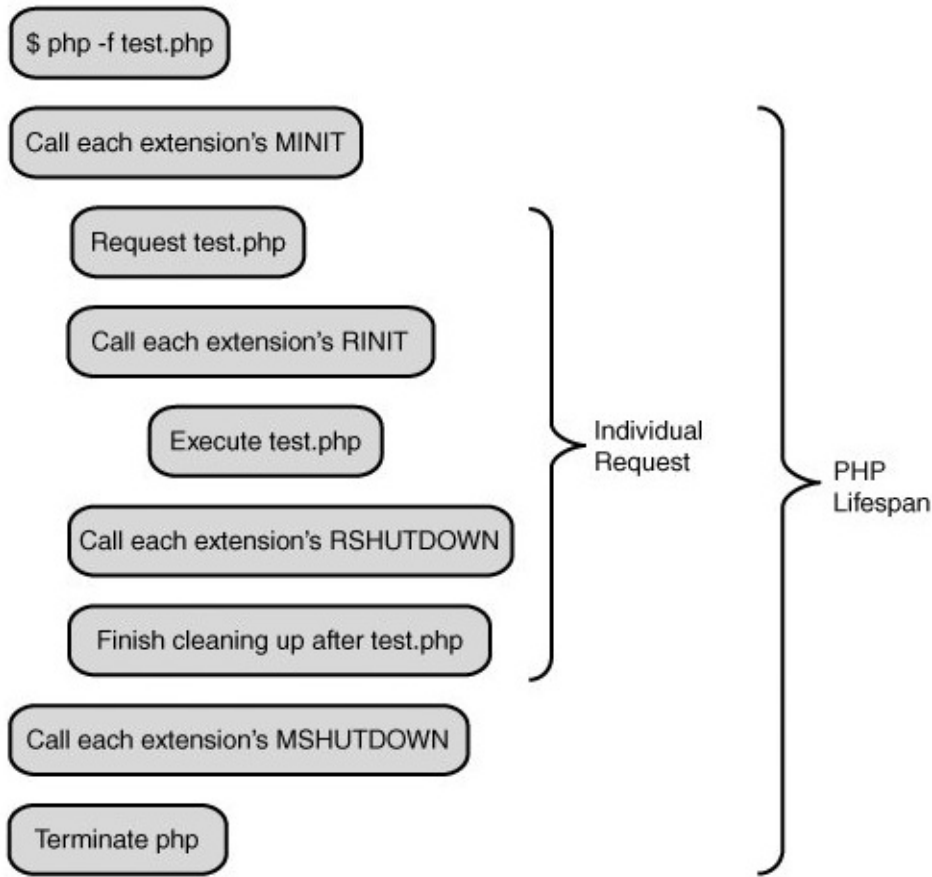 $ php -f test.php
Call each extension's MINIT
Request test.php
Call each extension's RINIT
Execute test.php
Call each extension's RSHUTDOWN
Finish cleaning up after test.php
Call each extension's MSHUTDOWN
Terminate php
Individual
Request
PHP
Lifespan